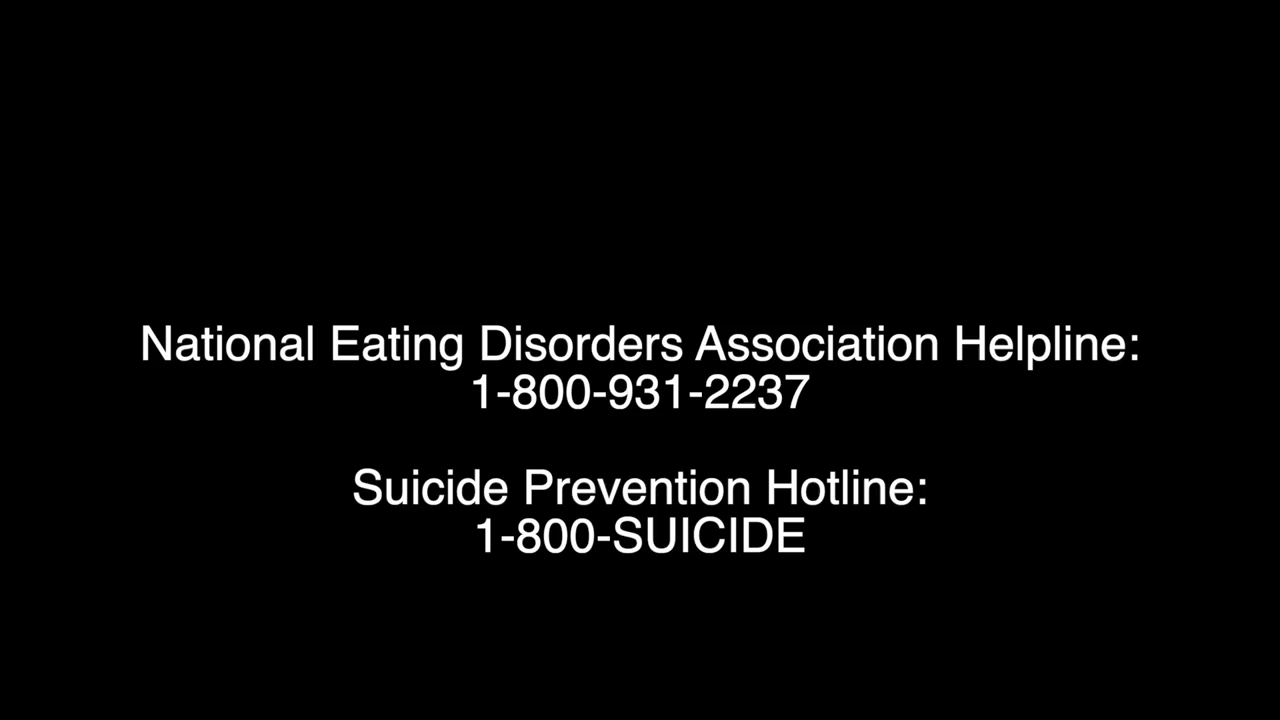 National Eating Disorders Association Helpline:
1-800-931-2237
Suicide Prevention Hotline:
1-800-SUICIDE